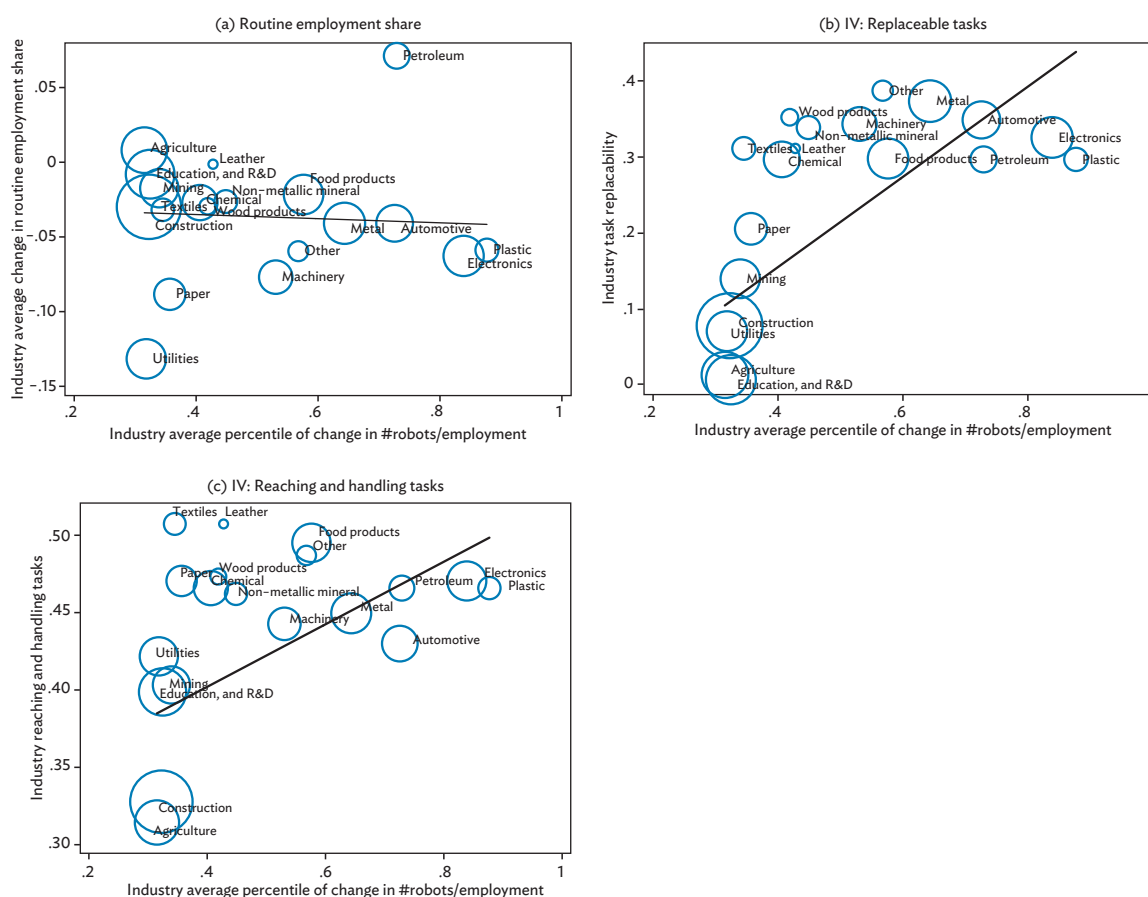 (a) Routine employment share
Industry average change in routine employment share
.05
0
–.05
–.10
–.15
Petroleum
Agriculture
Leather
Education, and R&D
Food products
Mining
Non–metallic mineral
Chemical
Textiles
Wood products
Construction
Metal
Automotive
Other
Plastic
Electronics
Machinery
Paper
Utilities
.2
.4
.6
.8
1
Industry average percentile of change in #robots/employment
(b) IV: Replaceable tasks
Industry task replacability
.4
.3
.2
.1
0
Other
Metal
Wood products
Machinery
Automotive
Non–metallic mineral
Electronics
Textiles
Leather
Chemical
Food products
Petroleum
Plastic
Paper
Mining
Construction
Utilities
Agriculture
Education, and R&D
.2
.4
.6
.8
Industry average percentile of change in #robots/employment
(c) IV: Reaching and handling tasks
Industry reaching and handling tasks
.50
.45
.40
.35
.30
Textiles
Leather
Food products
Other
Wood products
Paper
Chemical
Non–metallic mineral
Petroleum
Electronics
Plastic
Metal
Machinery
Automotive
Utilities
Mining
Education, and R&D
Construction
Agriculture
.2
.4
.6
.8
1
Industry average percentile of change in #robots/employment